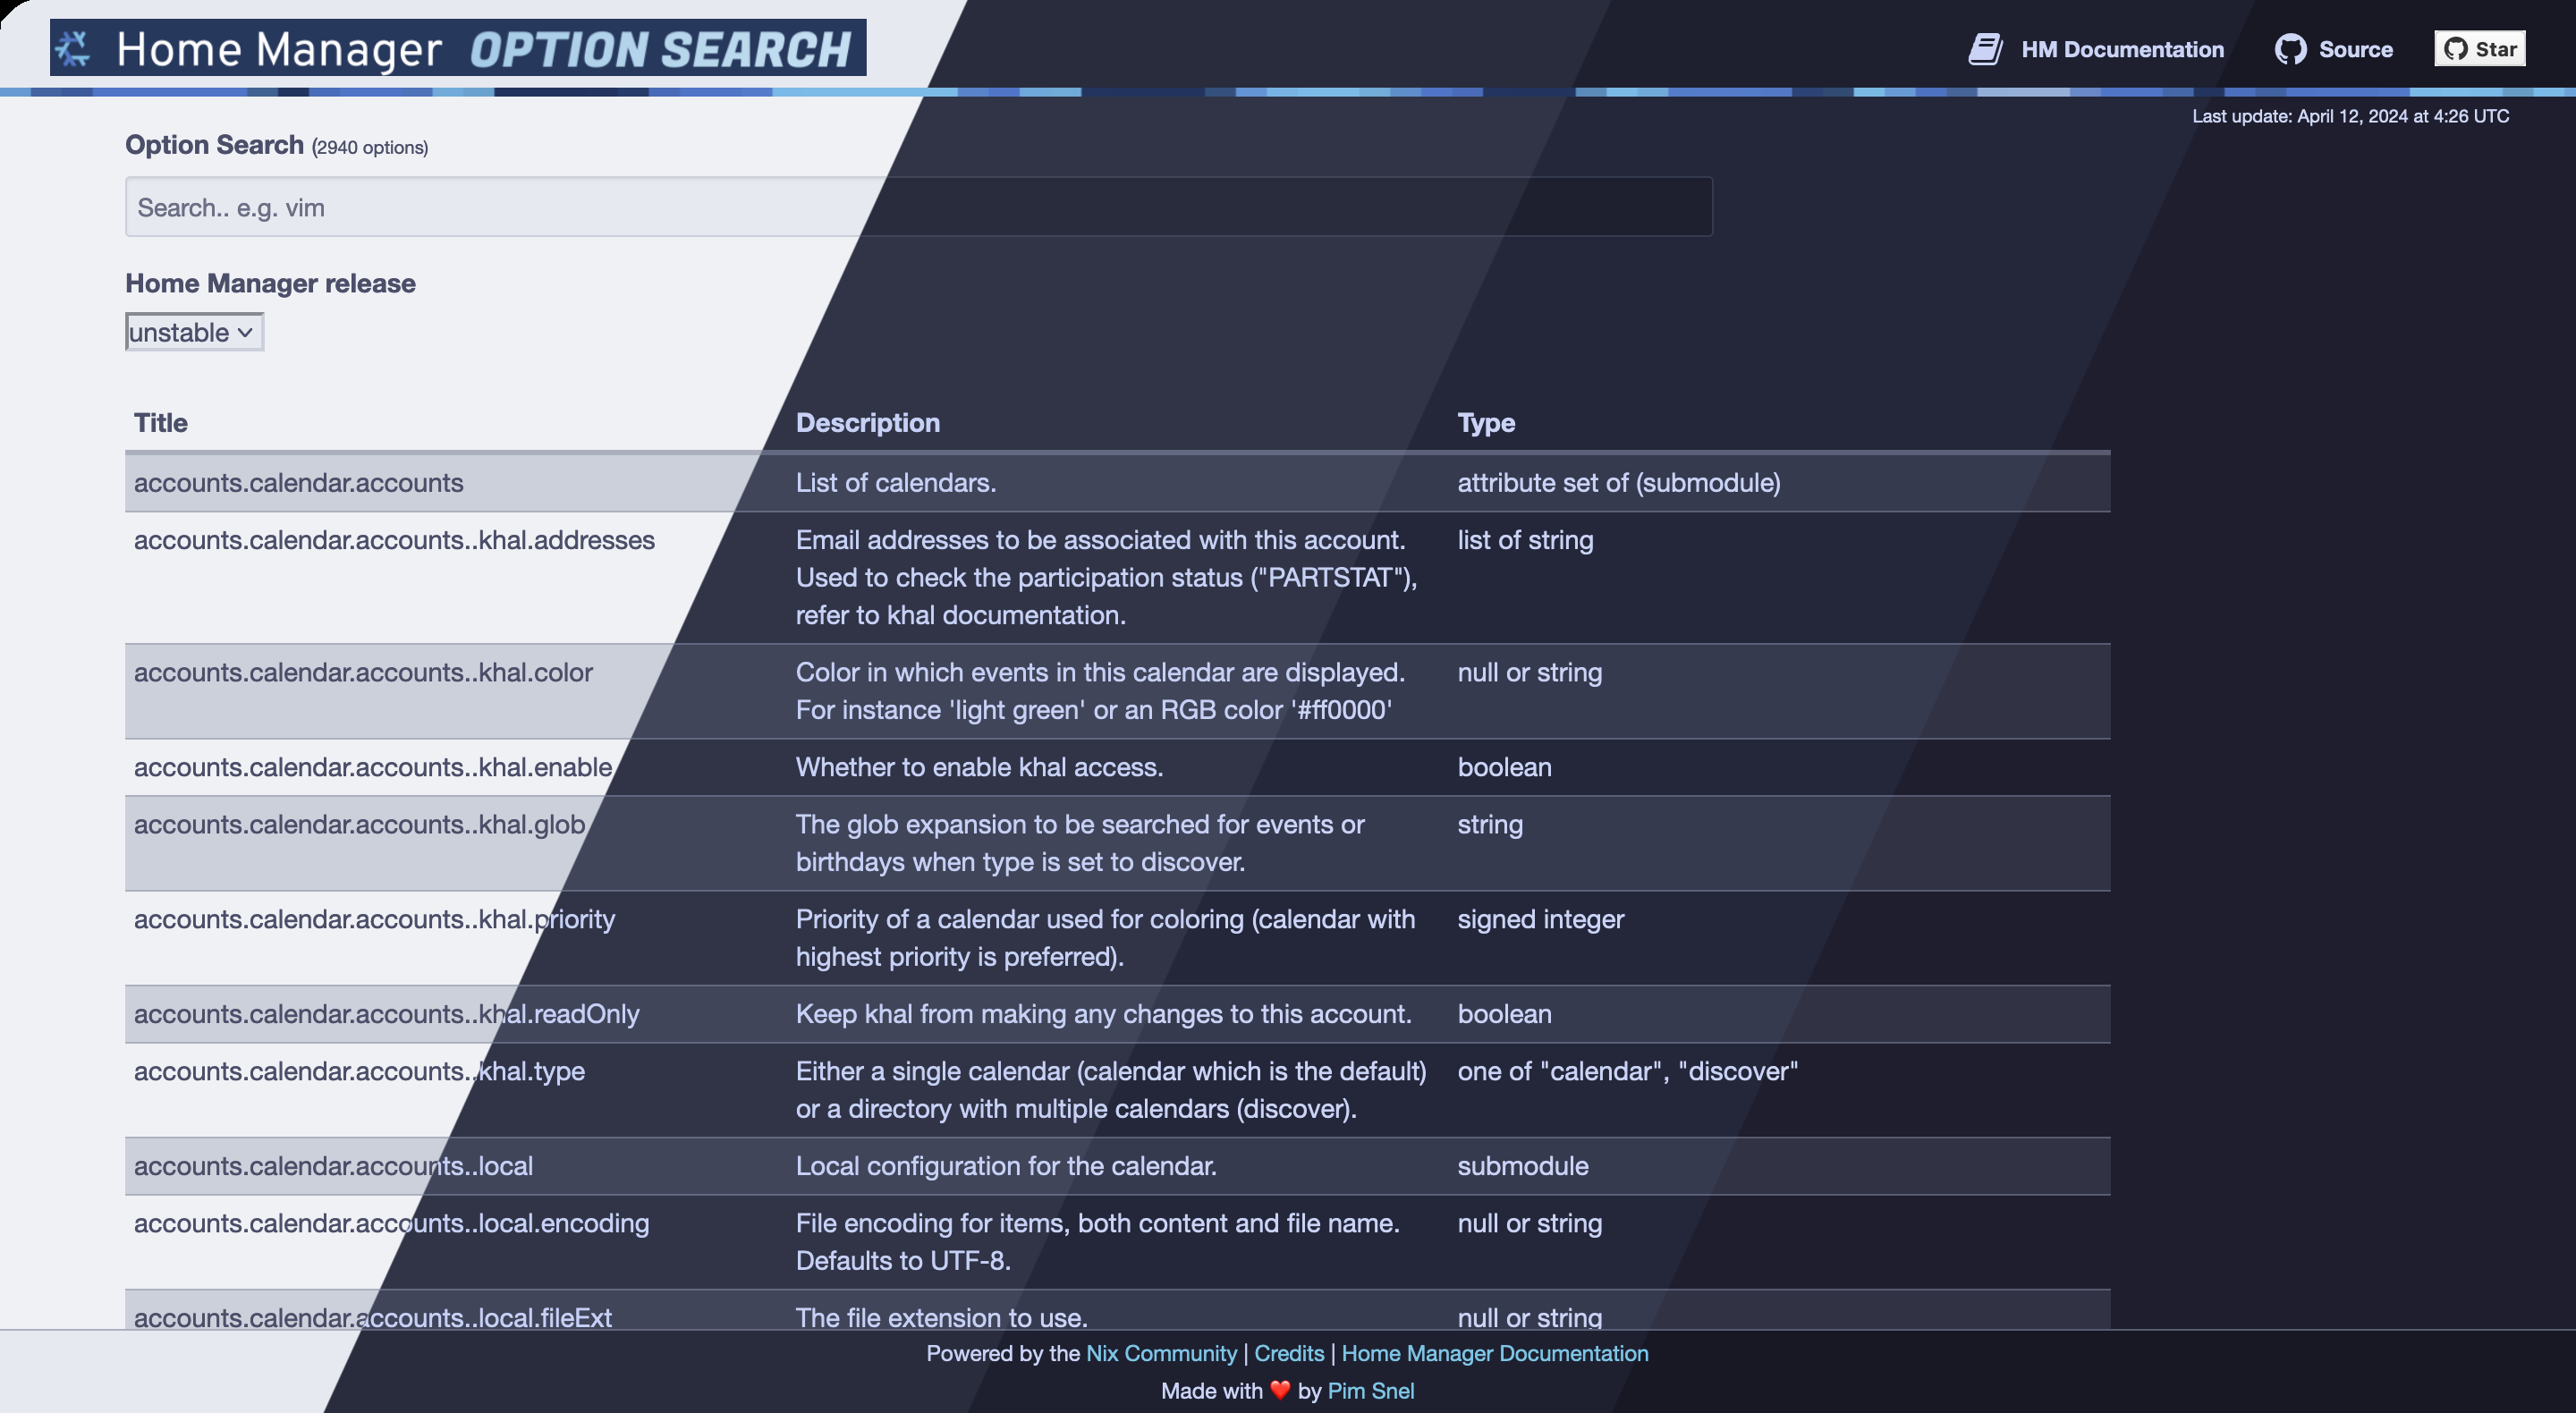 Home Manager OPTION SEARCH
HM Documentation
Source
Star
Last update: April 12, 2024 at 4:26 UTC
Option Search (2940 options)
Search.. e.g. vim
Home Manager release
unstable
Title Description Type
accounts.calendar.accounts List of calendars. attribute set of (submodule)
accounts.calendar.accounts..khal.addresses Email addresses to be associated with this account. list of string
Used to check the participation status ("PARTSTAT"),
refer to khal documentation.
accounts.calendar.accounts..khal.color Color in which events in this calendar are displayed. null or string
For instance 'light green' or an RGB color '#ff0000'
accounts.calendar.accounts..khal.enable Whether to enable khal access. boolean
accounts.calendar.accounts..khal.glob The glob expansion to be searched for events or string
birthdays when type is set to discover.
accounts.calendar.accounts..khal.priority Priority of a calendar used for coloring (calendar with signed integer
highest priority is preferred).
accounts.calendar.accounts..khal.readOnly Keep khal from making any changes to this account. boolean
accounts.calendar.accounts..khal.type Either a single calendar (calendar which is the default) one of "calendar", "discover"
or a directory with multiple calendars (discover).
accounts.calendar.accounts..local Local configuration for the calendar. submodule
accounts.calendar.accounts..local.encoding File encoding for items, both content and file name. null or string
Defaults to UTF-8.
accounts.calendar.accounts..local.fileExt The file extension to use. null or string
Powered by the Nix Community | Credits | Home Manager Documentation
Made with ❤️ by Pim Snel